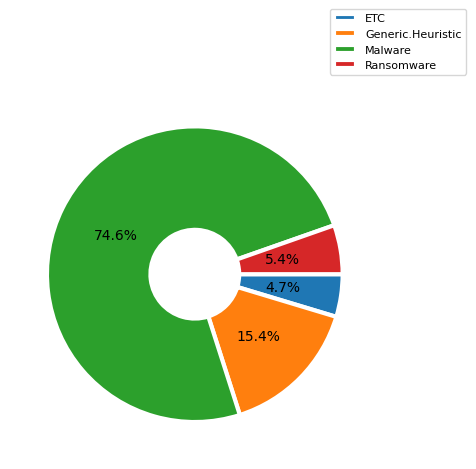 ETC
Generic.Heuristic
Malware
Ransomware
74.6%
5.4%
4.7%
15.4%